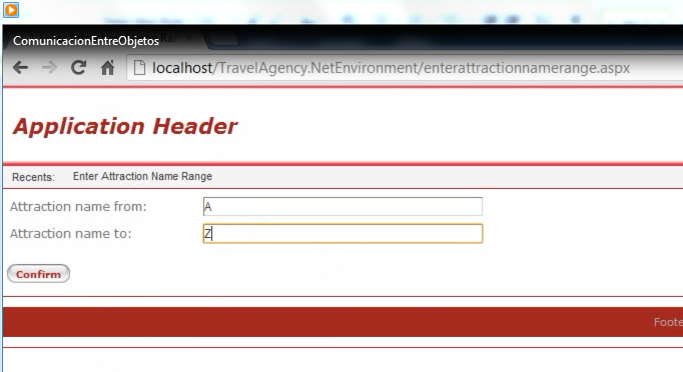 ComunicacionEntreObjetos
localhost/TravelAgency.NetEnvironment/enterattractionnamerange.aspx
Application Header
Recents: Enter Attraction Name Range
Attraction name from: A
Attraction name to: Z
Confirm
Foote